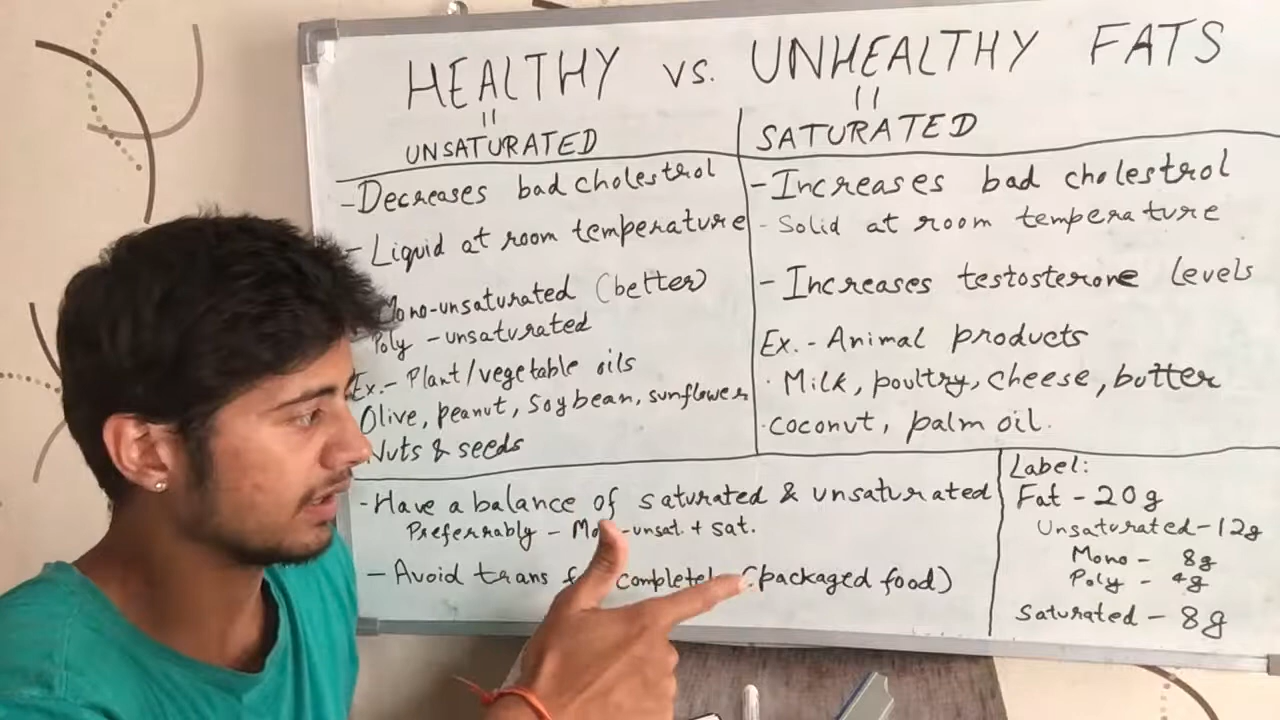 HEALTHY vs. UNHEALTHY FATS
= =
UNSATURATED
- Decreases bad cholestrol
- Liquid at room temperature
Mono-unsaturated (better)
Poly - unsaturated
Ex.- Plant/vegetable oils
Olive, peanut, Soybean, sunflower
Nuts & seeds
SATURATED
- Increases bad cholestrol
- Solid at room temperature
- Increases testosterone levels
Ex. - Animal products
. Milk, poultry, cheese, butter
. coconut, palm oil.
- Have a balance of saturated & unsaturated
Preferrably - Mo -unsat. + sat.
- Avoid trans (packaged food)
Label:
Fat - 20g
Unsaturated - 12g
Mono - 8g
Poly - 4g
Saturated - 8g